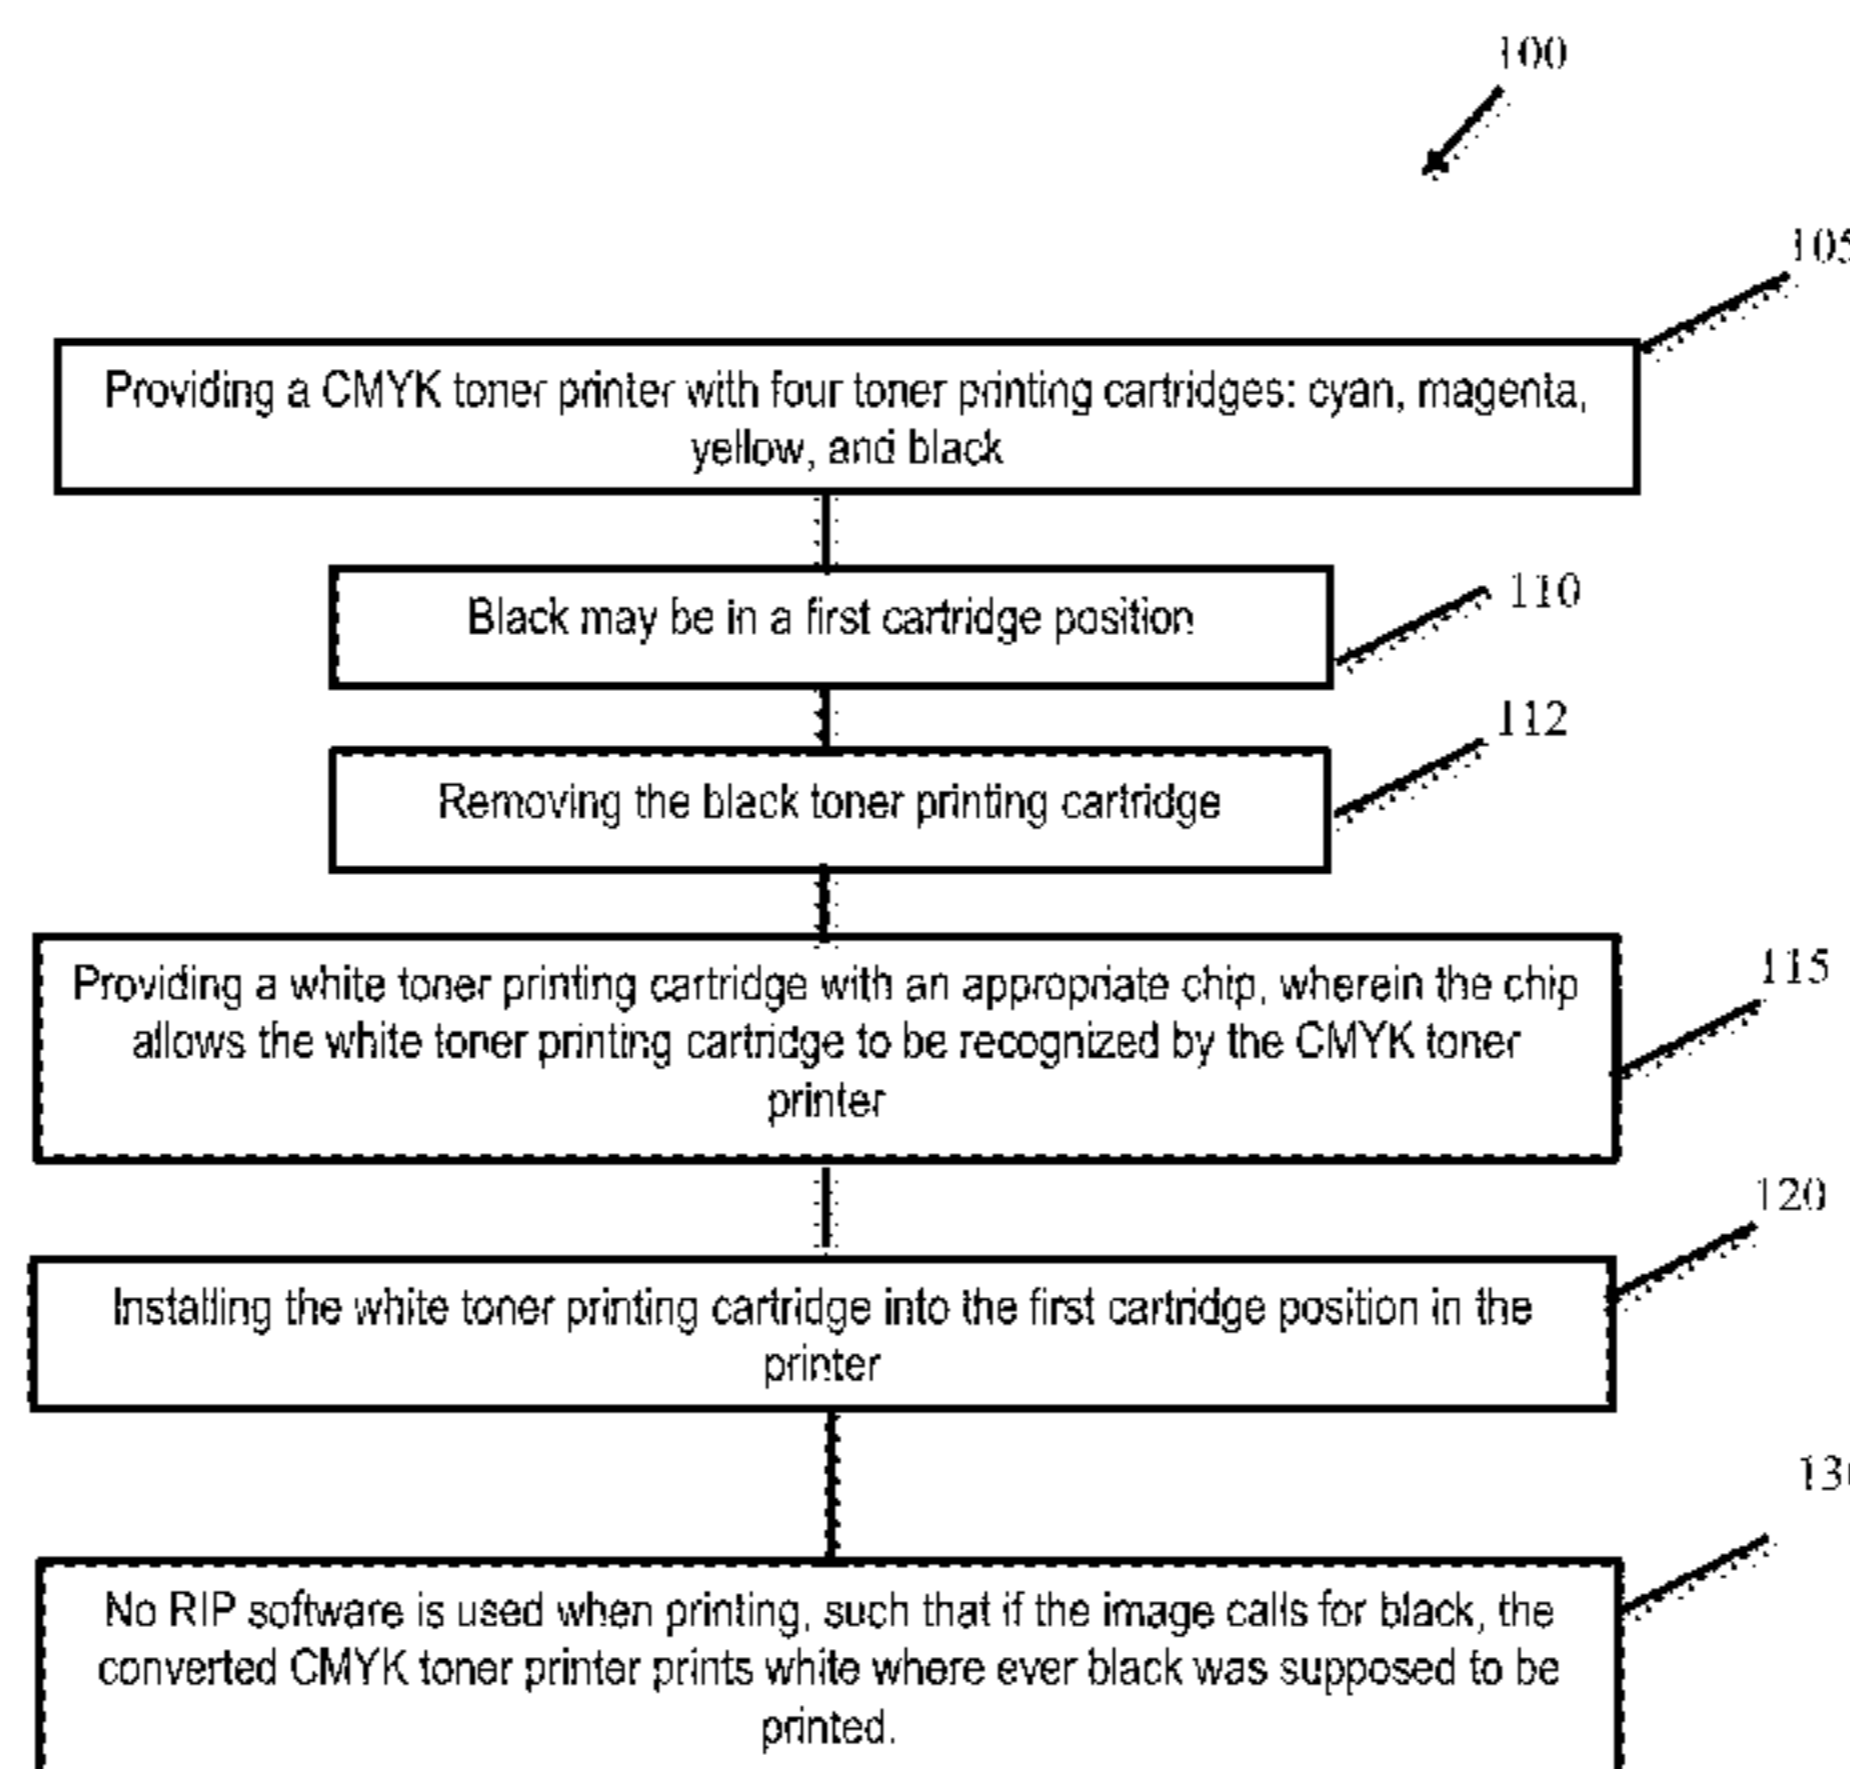 100
105
Providing a CMYK toner printer with four toner printing cartridges: cyan, magenta,
yellow, and black
Black may be in a first cartridge position
110
112
Removing the black toner printing cartridge
115
Providing a white toner printing cartridge with an appropriate chip, wherein the chip
allows the white toner printing cartridge to be recognized by the CMYK toner
printer
120
Installing the white toner printing cartridge into the first cartridge position in the
printer
No RIP software is used when printing, such that if the image calls for black, the
converted CMYK toner printer prints white where ever black was supposed to be
printed.